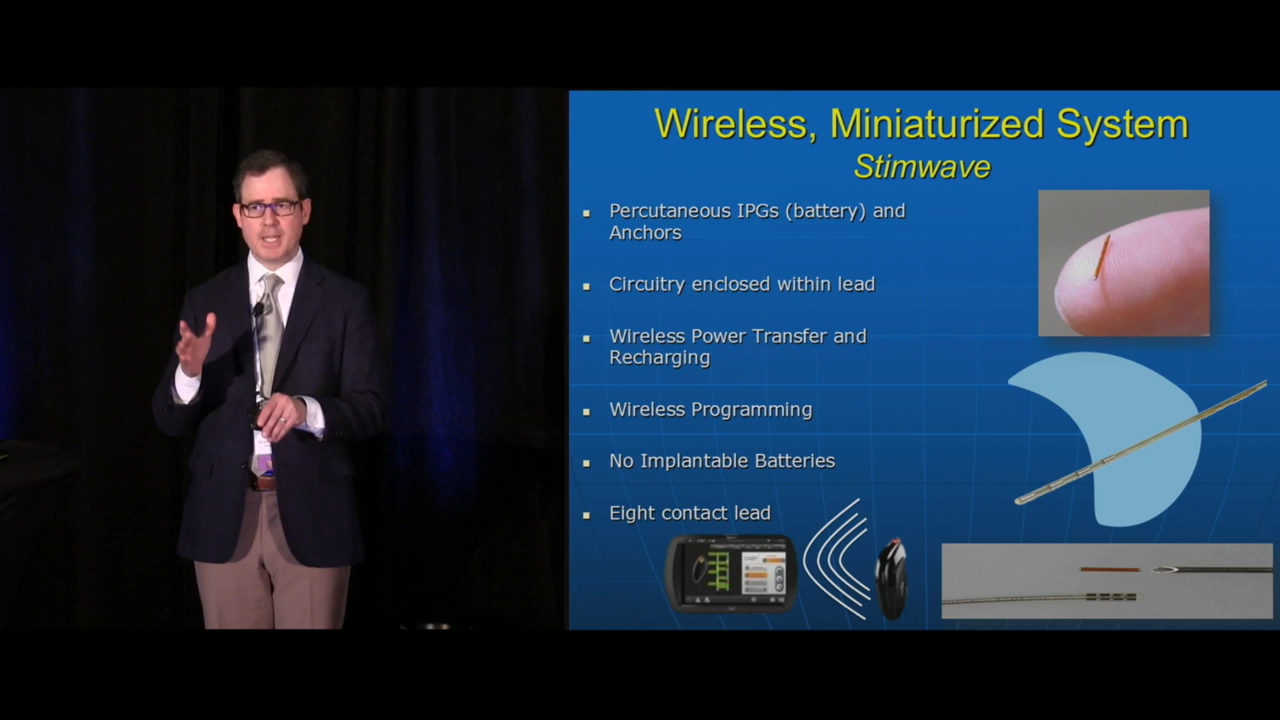 Wireless, Miniaturized System
Stimwave
Percutaneous IPGs (battery) and
Anchors
Circuitry enclosed within lead
Wireless Power Transfer and
Recharging
Wireless Programming
No Implantable Batteries
Eight contact lead